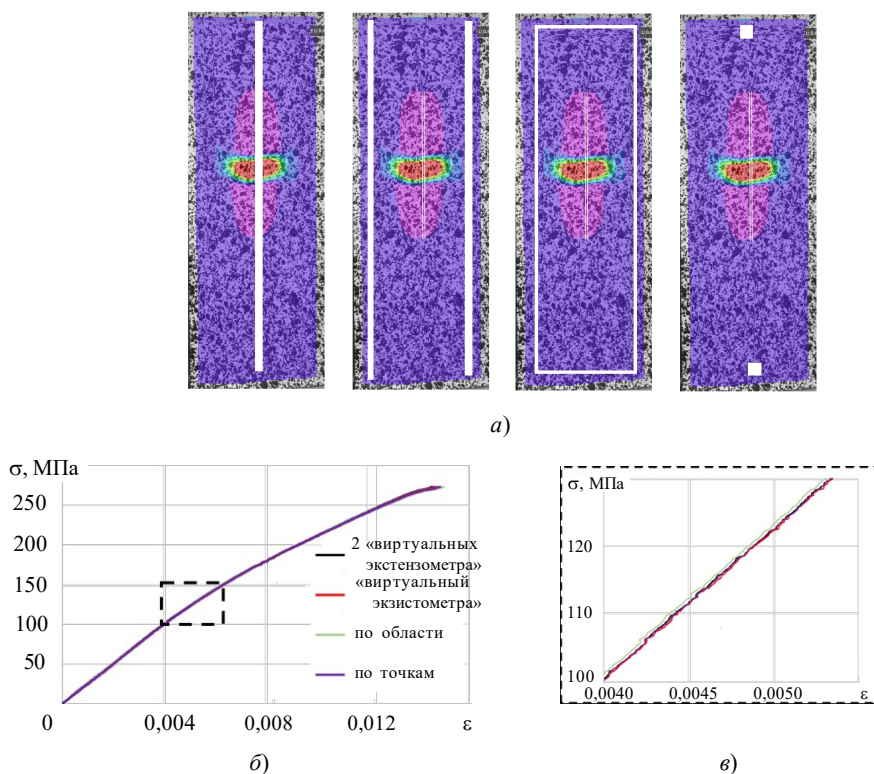 а)
σ, МПа
250
200
150
100
50
0
0,004
0,008
0,012
ε
2 «виртуальных
экстензометра»
«виртуальный
экзистометра»
по области
по точкам
б)
σ, МПа
120
110
100
0,0040
0,0045
0,0050
ε
в)